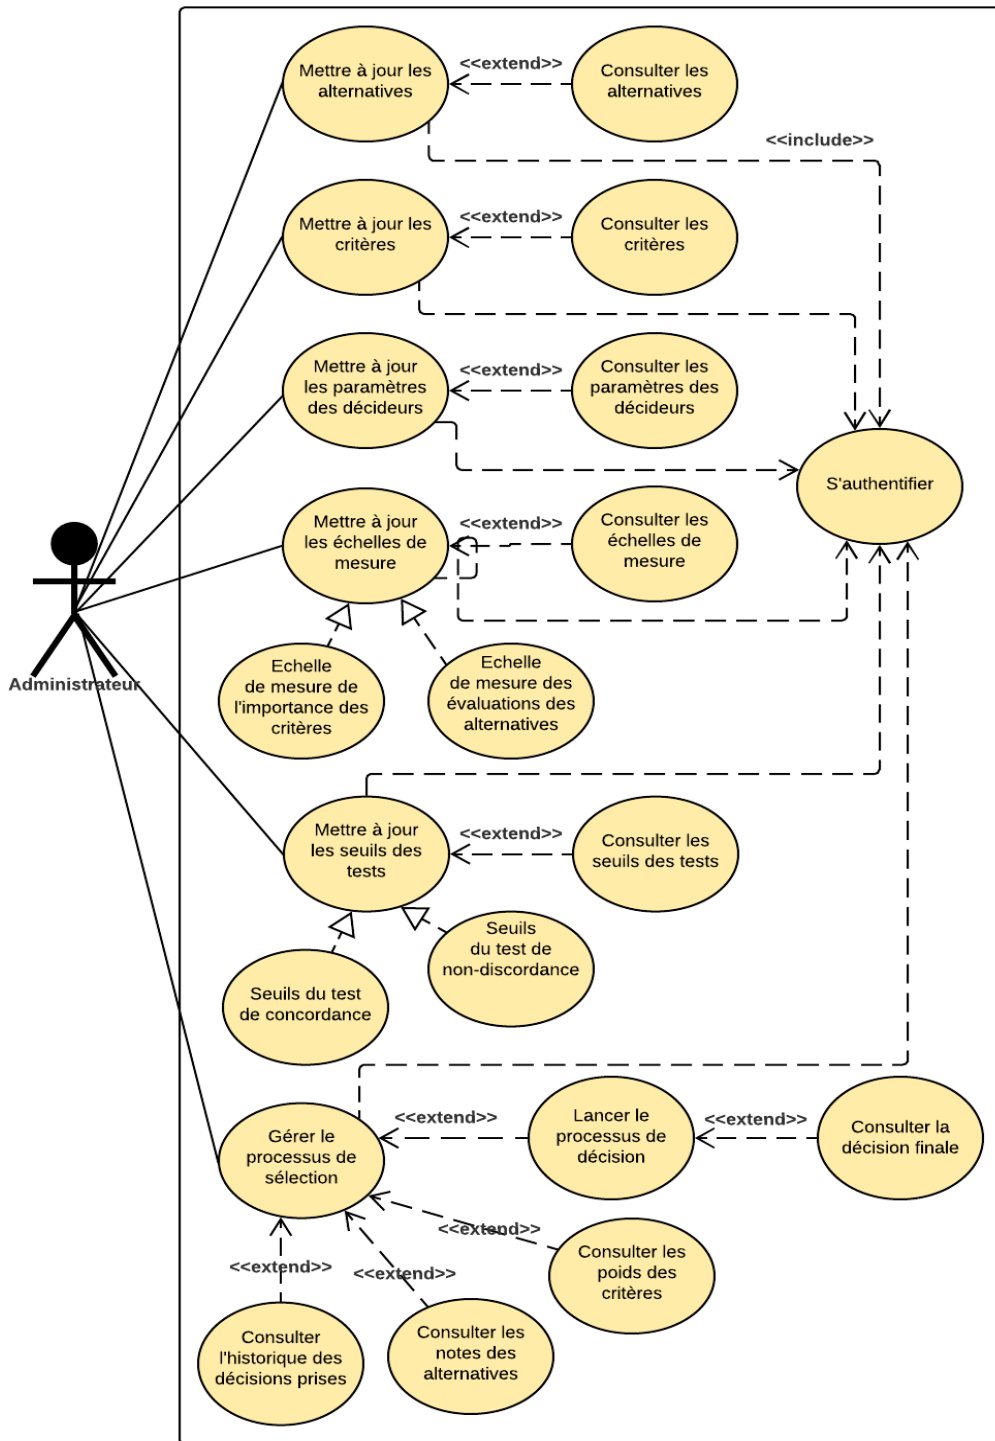 Mettre à jour les
alternatives
<<extend>>
Consulter les
alternatives
<<include>>
Mettre à jour les
critères
<<extend>>
Consulter les
critères
Mettre à jour
les paramètres
des décideurs
<<extend>>
Consulter les
paramètres des
décideurs
S'authentifier
Mettre à jour
les échelles de
mesure
<<extend>>
Consulter les
échelles de
mesure
Administrateur
Echelle
de mesure de
l'importance des
critères
Echelle
de mesure des
évaluations des
alternatives
Mettre à jour
les seuils des
tests
<<extend>>
Consulter les
seuils des tests
Seuils du test
de concordance
Seuils
du test de
non-discordance
Gérer le
processus de
sélection
<<extend>>
Lancer le
processus de
décision
<<extend>>
Consulter la
décision finale
<<extend>>
<<extend>>
<<extend>>
Consulter les
poids des
critères
Consulter
l'historique des
décisions prises
Consulter les
notes des
alternatives